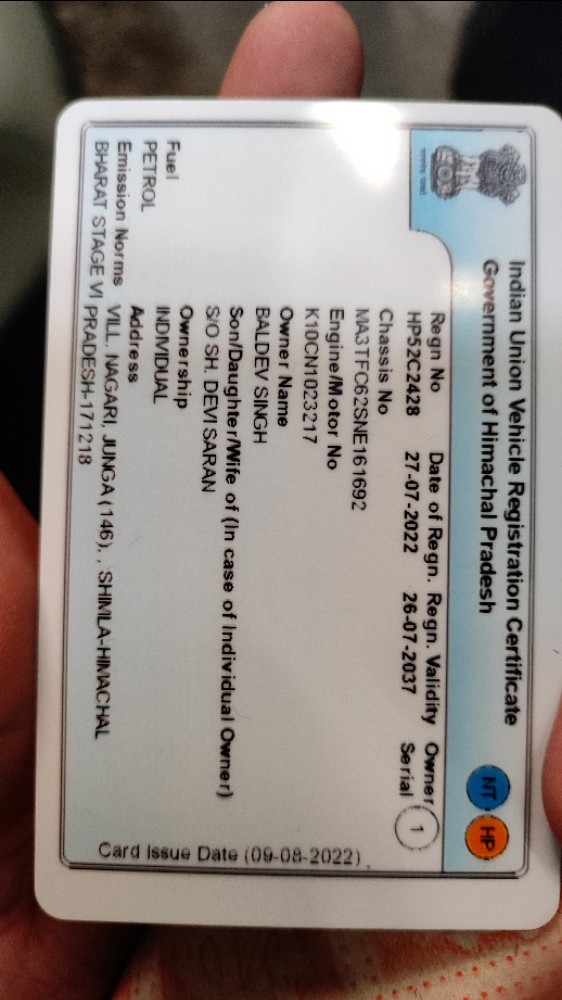 Indian Union Vehicle Registration Certificate
Government of Himachal Pradesh
NT HP
Regn No Date of Regn. Regn. Validity Owner Serial
HP52C2428 27-07-2022 26-07-2037 1
Chassis No
MA3TFC62SNE161692
Engine/Motor No
K10CN1023217
Owner Name
BALDEV SINGH
Son/Daughter/Wife of (In case of Individual Owner)
S/O SH. DEVI SARAN
Fuel
PETROL
Ownership
INDIVIDUAL
Emission Norms
BHARAT STAGE VI
Address
VILL. NAGARI, JUNGA (146), , SHIMLA-HIMACHAL
PRADESH-171218
Card Issue Date (09-08-2022)